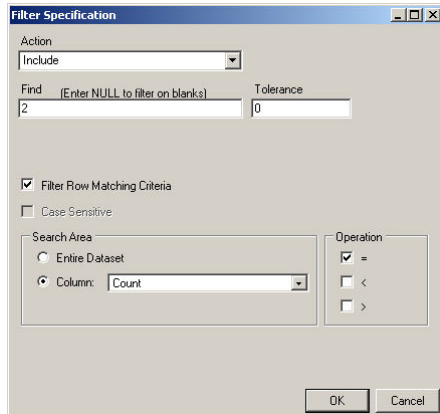 Filter Specification
Action
Include
Find (Enter NULL to filter on blanks) Tolerance
2 0
Filter Row Matching Criteria
Case Sensitive
Search Area Operation
Entire Dataset =
Column: Count <
>
OK Cancel